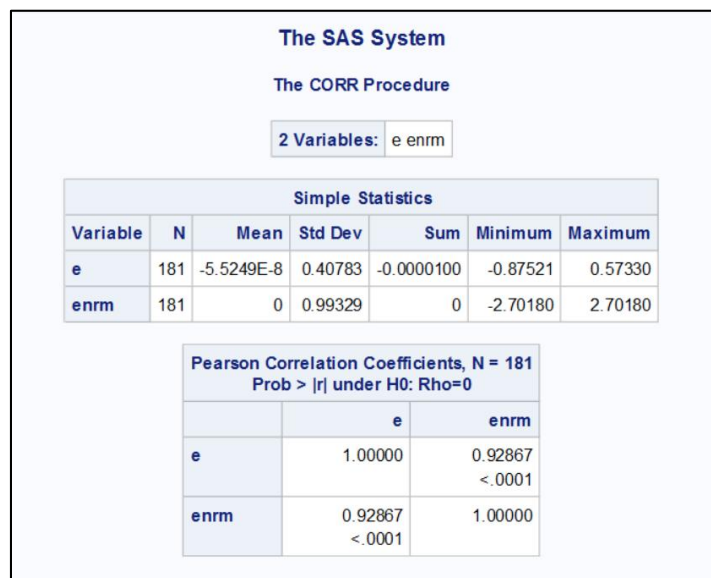 The SAS System
The CORR Procedure
2 Variables: e enrm
Simple Statistics
Variable N Mean Std Dev Sum Minimum Maximum
e 181 -5.5249E-8 0.40783 -0.0000100 -0.87521 0.57330
enrm 181 0 0.99329 0 -2.70180 2.70180
Pearson Correlation Coefficients, N = 181
Prob > |r| under H0: Rho=0
e enrm
e 1.00000 0.92867
<.0001
enrm 0.92867 1.00000
<.0001